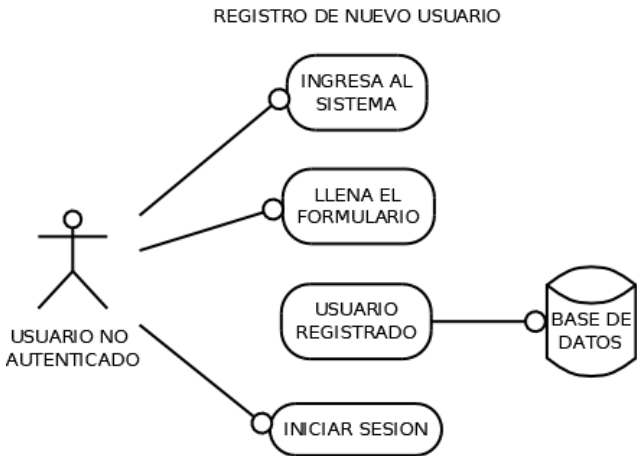 REGISTRO DE NUEVO USUARIO
INGRESA AL
SISTEMA
LLENA EL
FORMULARIO
USUARIO
REGISTRADO
BASE DE
DATOS
USUARIO NO
AUTENTICADO
INICIAR SESION